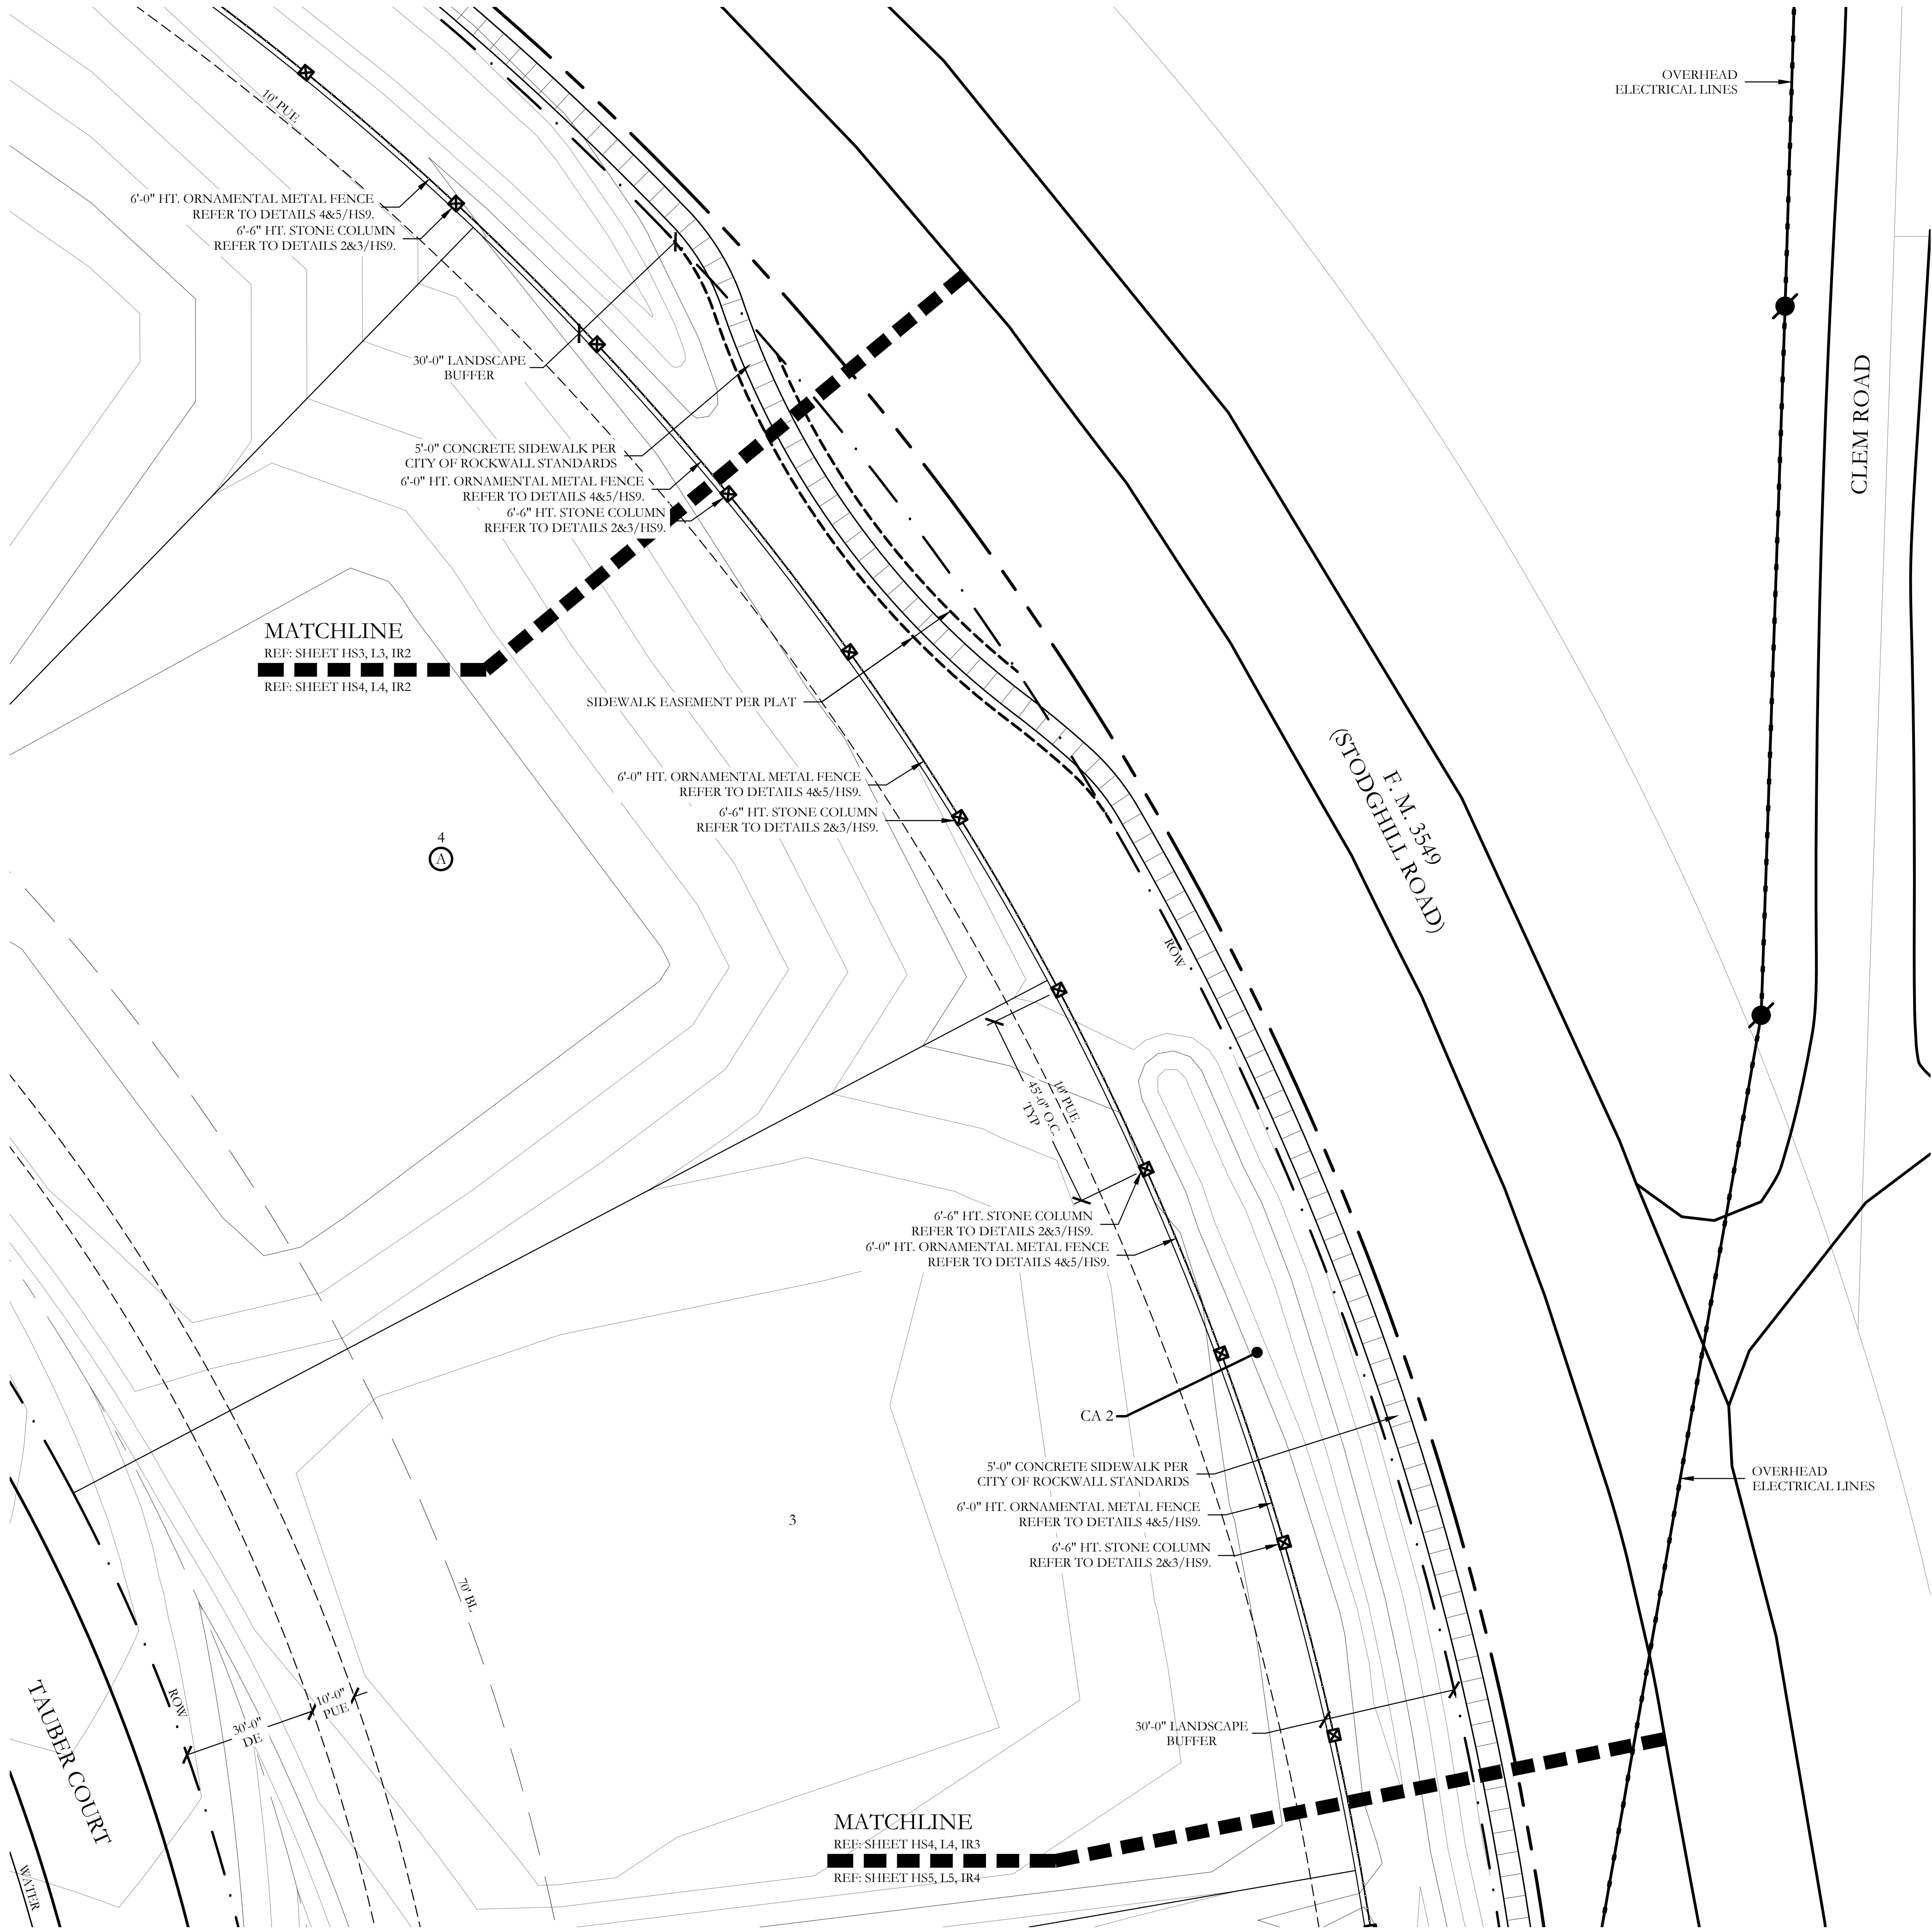 OVERHEAD
ELECTRICAL LINES
10' PUE
6'-0" HT. ORNAMENTAL METAL FENCE
REFER TO DETAILS 4&5/HS9.
6'-6" HT. STONE COLUMN
REFER TO DETAILS 2&3/HS9.
30'-0" LANDSCAPE
BUFFER
CLEM ROAD
5'-0" CONCRETE SIDEWALK PER
CITY OF ROCKWALL STANDARDS
6'-0" HT. ORNAMENTAL METAL FENCE
REFER TO DETAILS 4&5/HS9.
6'-6" HT. STONE COLUMN
REFER TO DETAILS 2&3/HS9.
MATCHLINE
REF: SHEET HS3, L3, IR2
REF: SHEET HS4, L4, IR2
SIDEWALK EASEMENT PER PLAT
6'-0" HT. ORNAMENTAL METAL FENCE
REFER TO DETAILS 4&5/HS9.
6'-6" HT. STONE COLUMN
REFER TO DETAILS 2&3/HS9.
F. M. 3549
(STODGHILL ROAD)
4
A
ROW
10' PUE
45'-0" O.C.
TYP
6'-6" HT. STONE COLUMN
REFER TO DETAILS 2&3/HS9.
6'-0" HT. ORNAMENTAL METAL FENCE
REFER TO DETAILS 4&5/HS9.
CA 2
5'-0" CONCRETE SIDEWALK PER
CITY OF ROCKWALL STANDARDS
OVERHEAD
ELECTRICAL LINES
6'-0" HT. ORNAMENTAL METAL FENCE
REFER TO DETAILS 4&5/HS9.
3
6'-6" HT. STONE COLUMN
REFER TO DETAILS 2&3/HS9.
70' BL
ROW
10'-0"
PUE
30'-0"
DE
TAUBER COURT
30'-0" LANDSCAPE
BUFFER
MATCHLINE
REF: SHEET HS4, L4, IR3
REF: SHEET HS5, L5, IR4
WATER